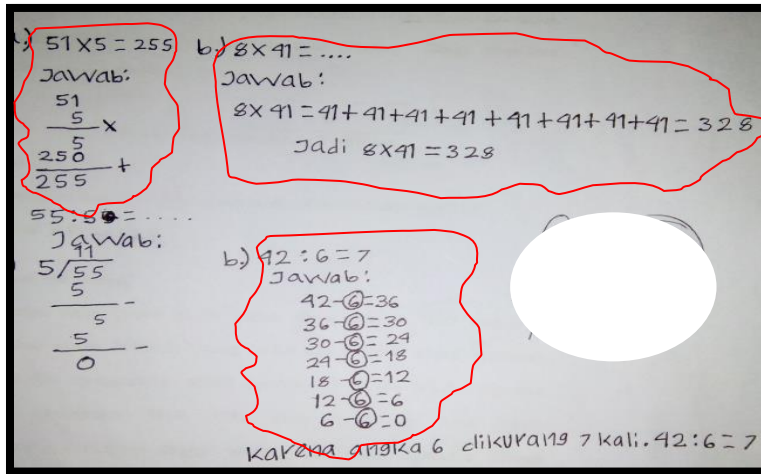 a.) 51 x 5 = 255
Jawab:
51
5 x
5
250 +
255
b.) 8 x 41 = ....
Jawab:
8 x 41 = 41 + 41 + 41 + 41 + 41 + 41 + 41 + 41 = 328
Jadi 8 x 41 = 328
55 : 5 = .....
Jawab:
11
5/55
5 -
5
5 -
0
b.) 42 : 6 = 7
Jawab:
42 - 6 = 36
36 - 6 = 30
30 - 6 = 24
24 - 6 = 18
18 - 6 = 12
12 - 6 = 6
6 - 6 = 0
Karena angka 6 dikurang 7 kali. 42 : 6 = 7